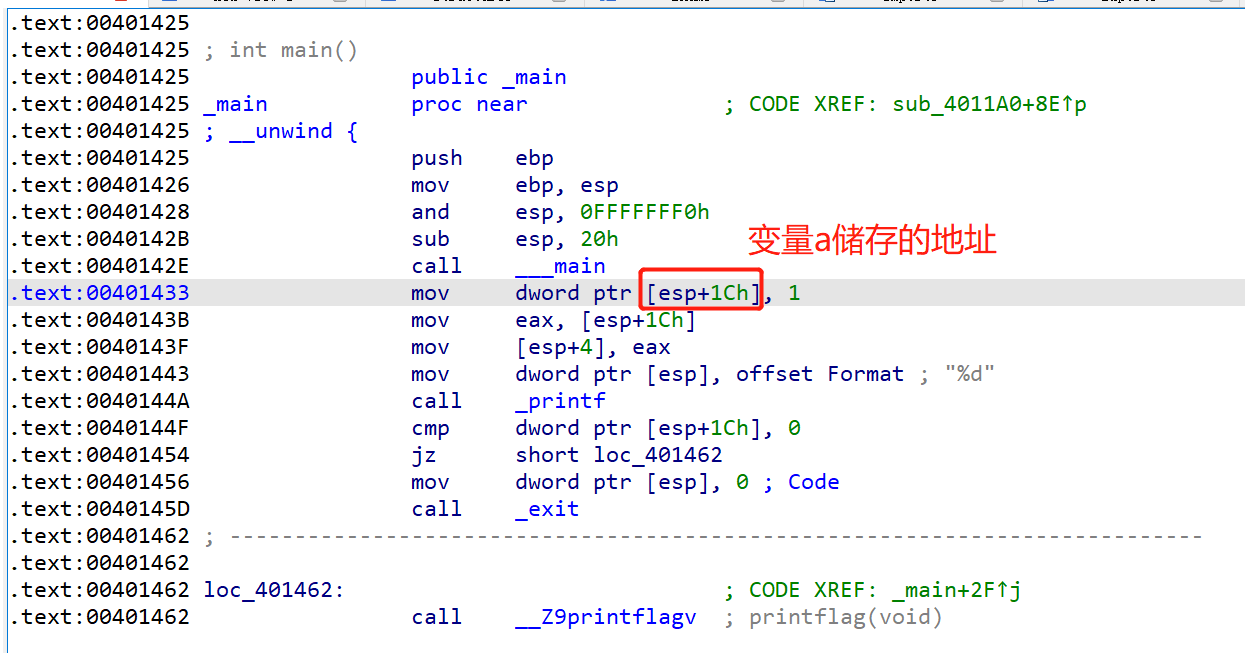 .text:00401425
.text:00401425 ; int main()
.text:00401425 public _main
.text:00401425 _main proc near ; CODE XREF: sub_4011A0+8E↑p
.text:00401425 ; __unwind {
.text:00401425 push ebp
.text:00401426 mov ebp, esp
.text:00401428 and esp, 0FFFFFFF0h
.text:0040142B sub esp, 20h
变量a储存的地址
.text:0040142E call ___main
.text:00401433 mov dword ptr [esp+1Ch], 1
.text:0040143B mov eax, [esp+1Ch]
.text:0040143F mov [esp+4], eax
.text:00401443 mov dword ptr [esp], offset Format ; "%d"
.text:0040144A call _printf
.text:0040144F cmp dword ptr [esp+1Ch], 0
.text:00401454 jz short loc_401462
.text:00401456 mov dword ptr [esp], 0 ; Code
.text:0040145D call _exit
.text:00401462 ; ---------------------------------------------------------------------------
.text:00401462
.text:00401462 loc_401462: ; CODE XREF: _main+2F↑j
.text:00401462 call __Z9printflagv ; printflag(void)